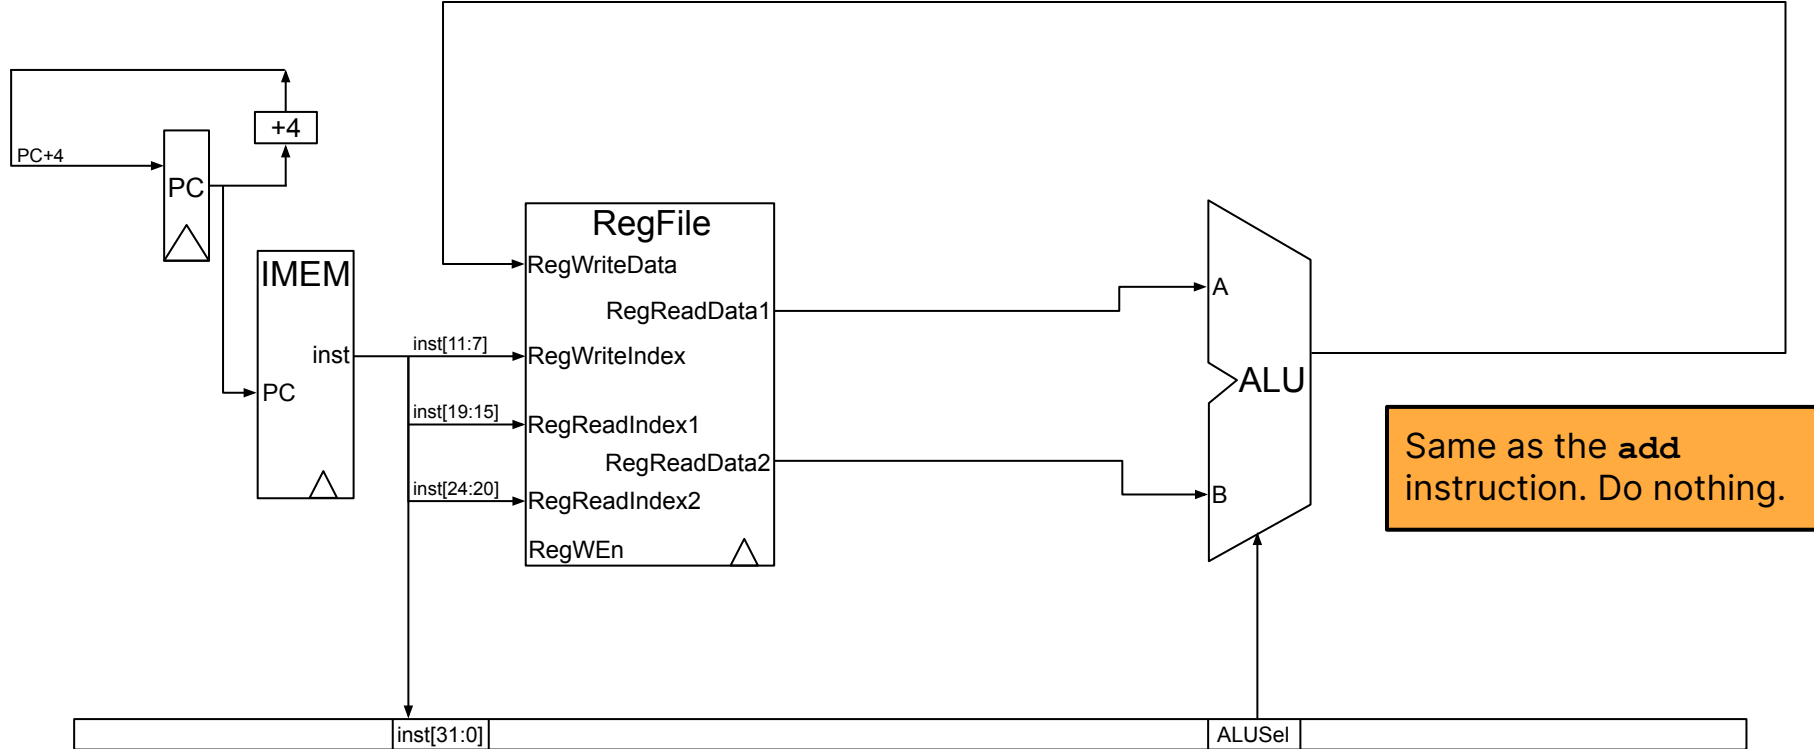 +4
PC+4
PC
IMEM
inst
PC
inst[11:7]
inst[19:15]
inst[24:20]
RegFile
RegWriteData
RegReadData1
RegWriteIndex
RegReadIndex1
RegReadData2
RegReadIndex2
RegWEn
A
ALU
B
Same as the add
instruction. Do nothing.
inst[31:0]
ALUSel